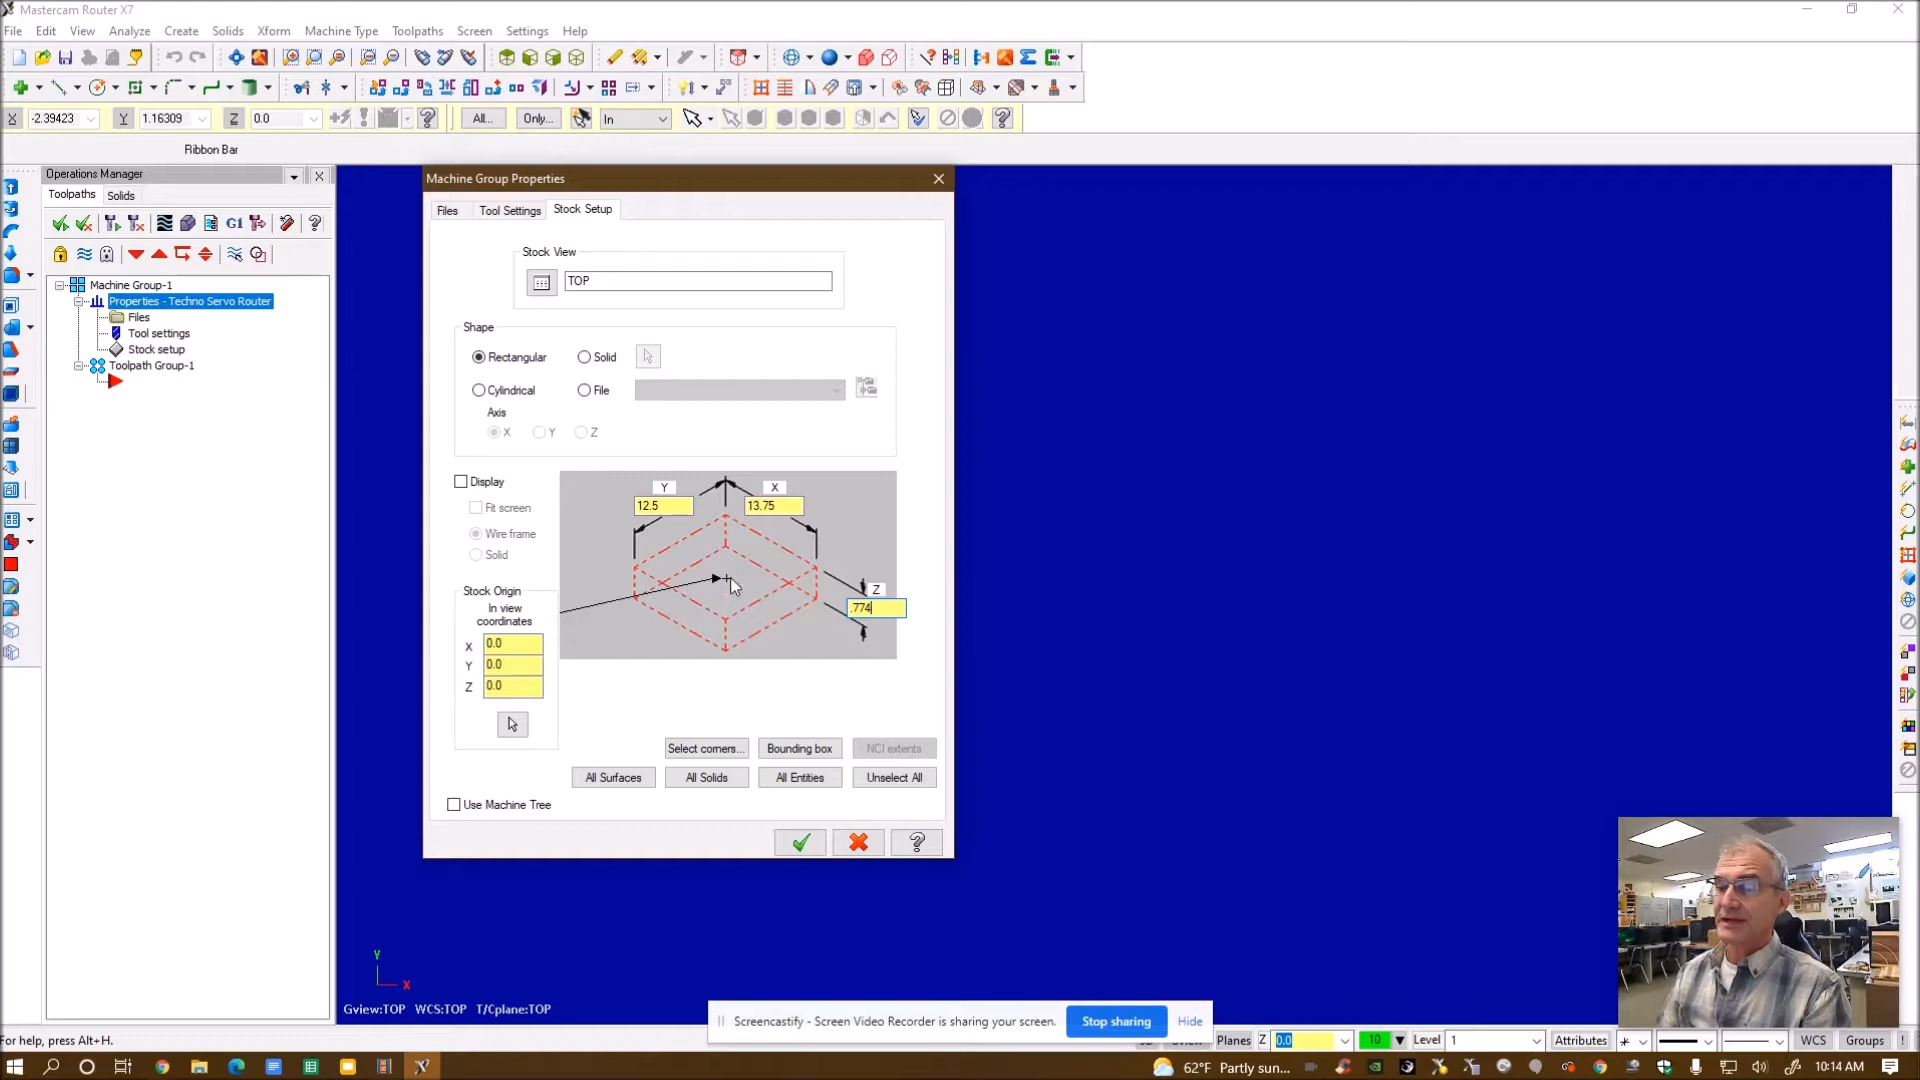 Mastercam Router X7
File Edit View Analyze Create Solids Xform Machine Type Toolpaths Screen Settings Help
X -2.39423 Y 1.16309 Z 0.0 All... Only... In
Ribbon Bar
Operations Manager
Toolpaths Solids
G1
Machine Group-1
Properties - Techno Servo Router
Files
Tool settings
Stock setup
Toolpath Group-1
Machine Group Properties
Files Tool Settings Stock Setup
Stock View
TOP
Shape
Rectangular Solid
Cylindrical File
Axis
X Y Z
Display
Fit screen
Wire frame
Solid
Y X
12.5 13.75
Z
.774
Stock Origin
In view
coordinates
X 0.0
Y 0.0
Z 0.0
Select corners... Bounding box NCI extents
All Surfaces All Solids All Entities Unselect All
Use Machine Tree
Y
X
Gview:TOP WCS:TOP T/Cplane:TOP
Screencastify - Screen Video Recorder is sharing your screen. Stop sharing Hide
For help, press Alt+H.
Planes Z 0.0 10 Level 1 Attributes WCS Groups
62°F Partly sun... 10:14 AM